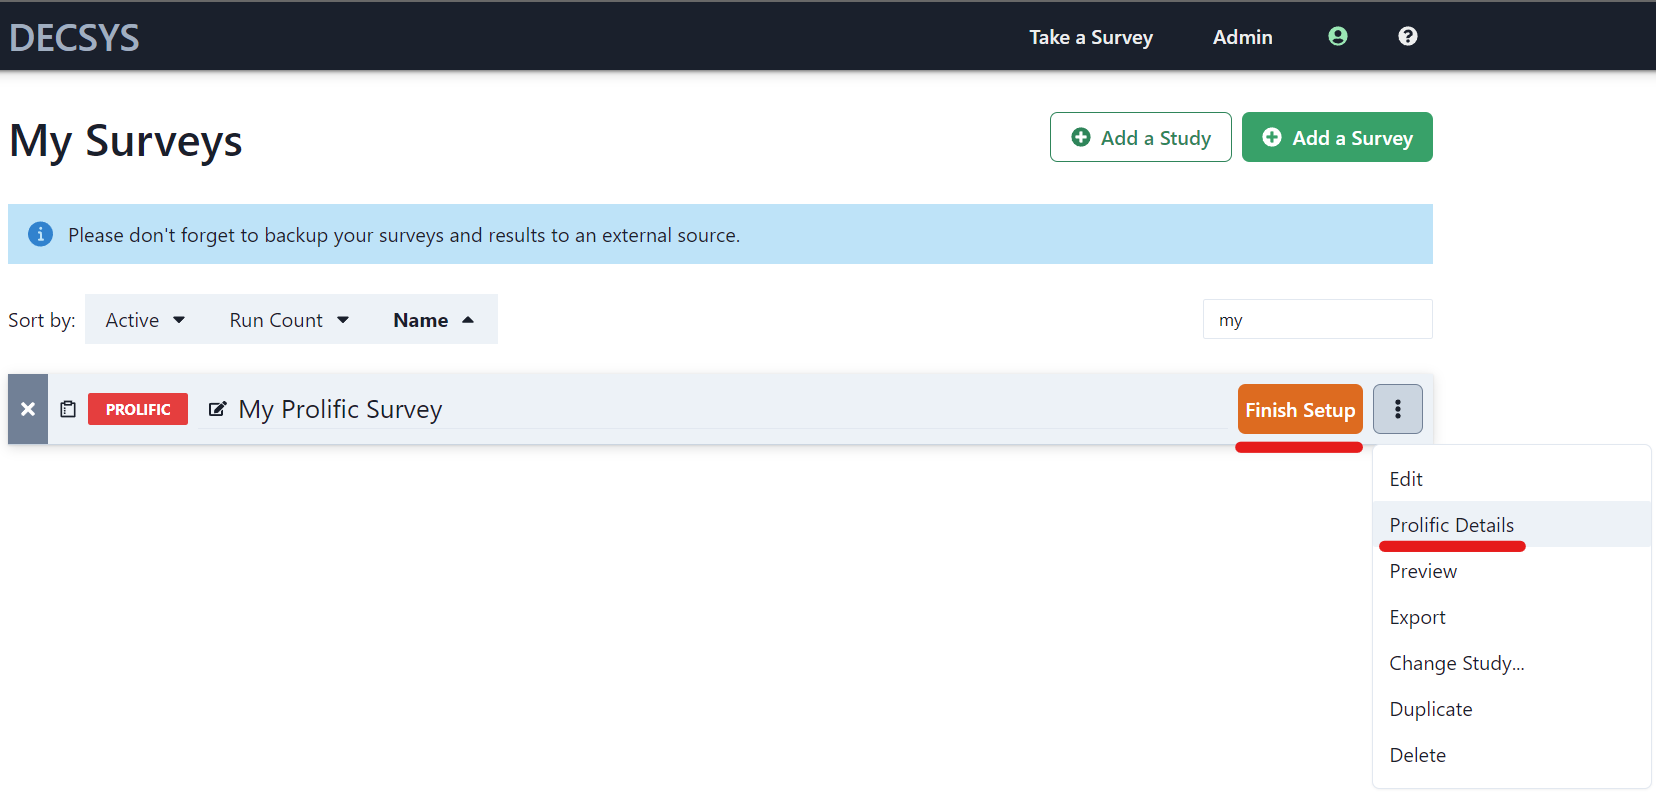 DECSYS Take a Survey Admin
My Surveys Add a Study Add a Survey
Please don't forget to backup your surveys and results to an external source.
Sort by: Active Run Count Name my
PROLIFIC My Prolific Survey Finish Setup
Edit
Prolific Details
Preview
Export
Change Study...
Duplicate
Delete